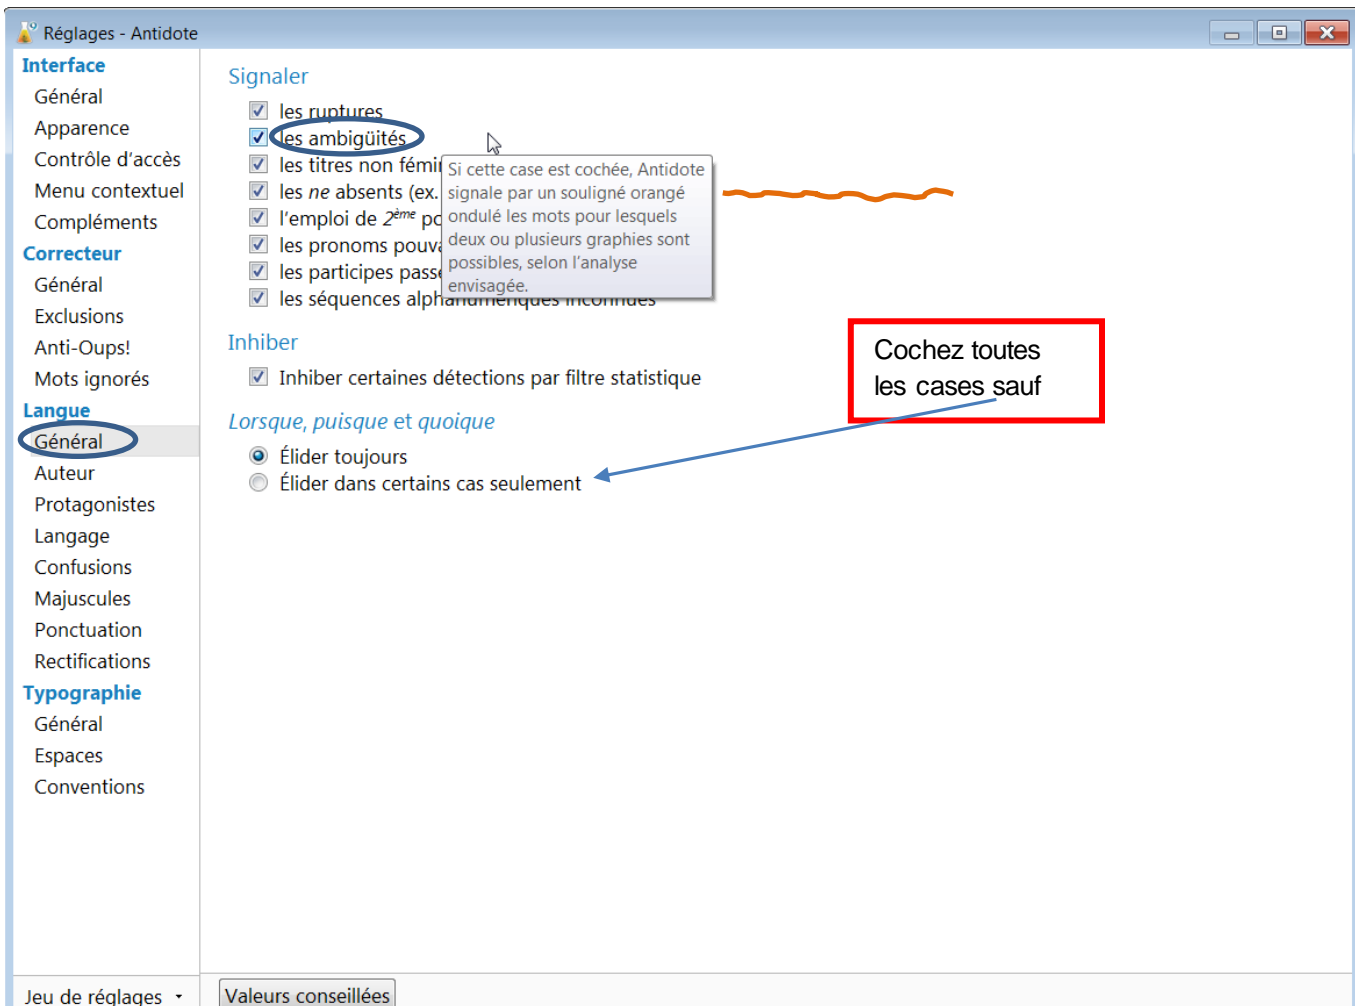 Réglages - Antidote
Interface
Général
Apparence
Contrôle d'accès
Menu contextuel
Compléments
Correcteur
Général
Exclusions
Anti-Oups!
Mots ignorés
Langue
Général
Auteur
Protagonistes
Langage
Confusions
Majuscules
Ponctuation
Rectifications
Typographie
Général
Espaces
Conventions
Jeu de réglages
Signaler
les ruptures
les ambigüités
les titres non
les ne absents (ex.
l'emploi de 2ème
les pronoms
les participes
les séquences alphanumériques inconnues
Si cette case est cochée, Antidote
signale par un souligné orangé
ondulé les mots pour lesquels
deux ou plusieurs graphies sont
possibles, selon l'analyse
envisagée.
Inhiber
Inhiber certaines détections par filtre statistique
Lorsque, puisque et quoique
Élider toujours
Élider dans certains cas seulement
Cochez toutes
les cases sauf
Valeurs conseillées